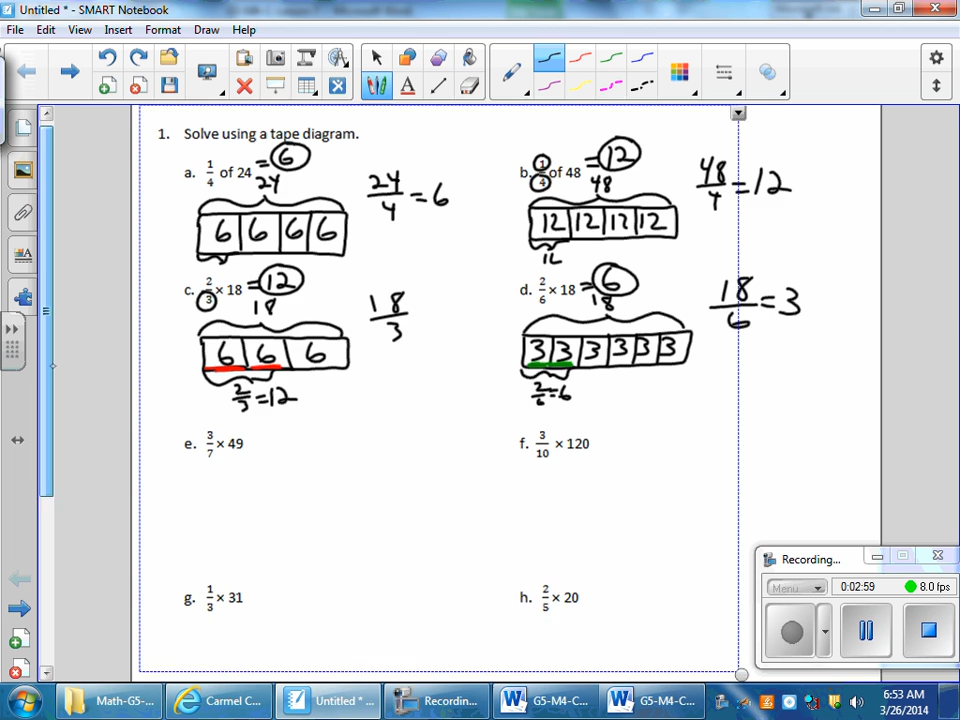 Untitled * - SMART Notebook
File Edit View Insert Format Draw Help
1. Solve using a tape diagram.
a. 1/4 of 24 = 6
24
6 6 6 6
24/4 = 6
b. 1/4 of 48 = 12
48
12 12 12 12
12
48/4 = 12
c. 2/3 × 18 = 12
18
6 6 6
2/3 = 12
18/3
d. 2/6 × 18 = 6
18
3 3 3 3 3 3
2/6 = 6
18/6 = 3
e. 3/7 × 49
f. 3/10 × 120
g. 1/3 × 31
h. 2/5 × 20
Recording...
Menu
0:02:59
8.0 fps
Math-G5-...
Carmel C...
Untitled * ...
Recordin...
G5-M4-C...
G5-M4-C...
6:53 AM
3/26/2014